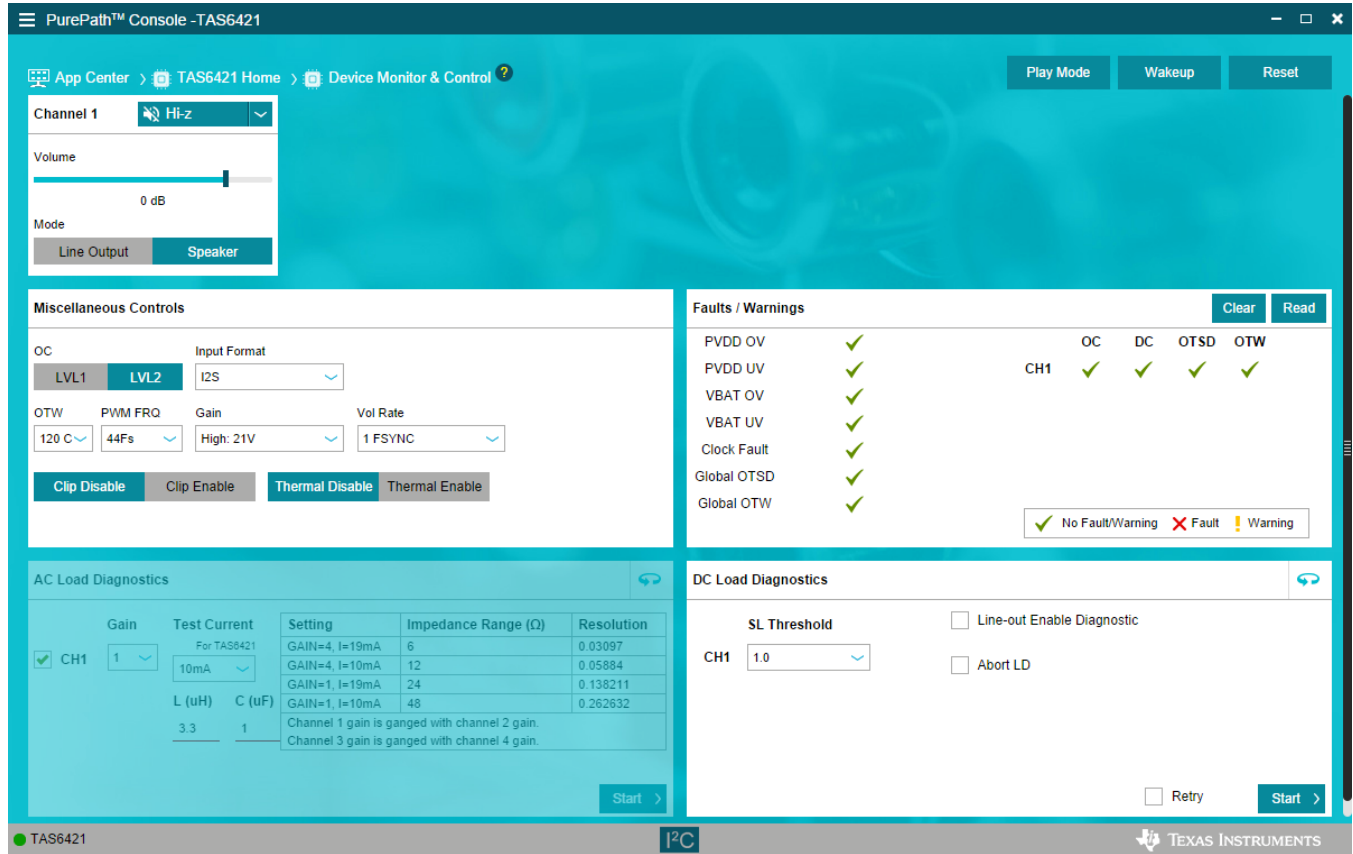 PurePath™ Console -TAS6421
App Center > TAS6421 Home > Device Monitor & Control ?
Play Mode Wakeup Reset
Channel 1 Hi-z
Volume
0 dB
Mode
Line Output Speaker
Miscellaneous Controls
OC Input Format
LVL1 LVL2 I2S
OTW PWM FRQ Gain Vol Rate
120 C 44Fs High: 21V 1 FSYNC
Clip Disable Clip Enable Thermal Disable Thermal Enable
Faults / Warnings Clear Read
PVDD OV OC DC OTSD OTW
PVDD UV CH1
VBAT OV
VBAT UV
Clock Fault
Global OTSD
Global OTW
No Fault/Warning Fault Warning
AC Load Diagnostics
Gain Test Current
For TAS6421
CH1 1 10mA
L (uH) C (uF)
3.3 1
Setting Impedance Range (Ω) Resolution
GAIN=4, I=19mA 6 0.03097
GAIN=4, I=10mA 12 0.05884
GAIN=1, I=19mA 24 0.138211
GAIN=1, I=10mA 48 0.262632
Channel 1 gain is ganged with channel 2 gain.
Channel 3 gain is ganged with channel 4 gain.
Start >
DC Load Diagnostics
SL Threshold Line-out Enable Diagnostic
CH1 1.0 Abort LD
Retry Start >
TAS6421 I²C TEXAS INSTRUMENTS